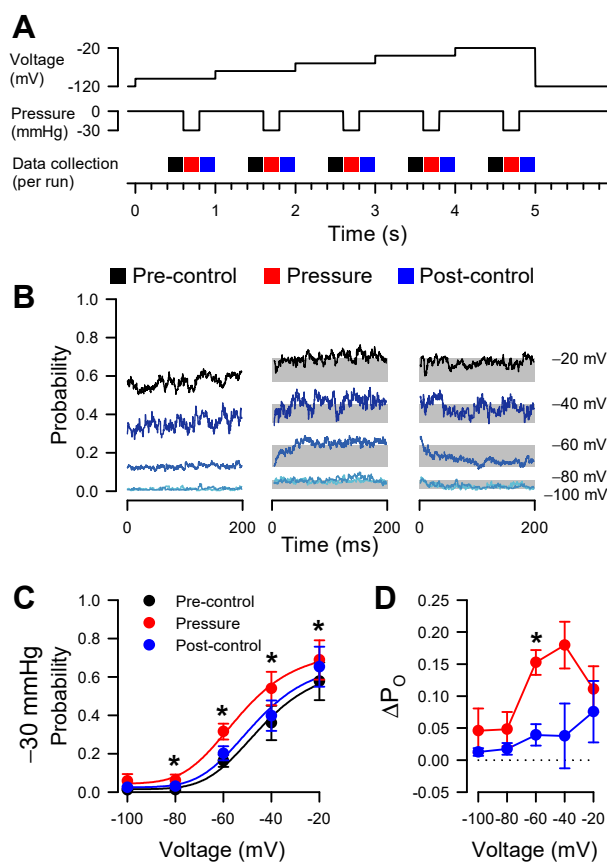 A
Voltage
(mV)
-20
-120
Pressure
(mmHg)
0
-30
Data collection
(per run)
0 1 2 3 4 5
Time (s)
Pre-control Pressure Post-control
B
Probability
1.0
0.8
0.6
0.4
0.2
0.0
–20 mV
–40 mV
–60 mV
–80 mV
–100 mV
0 200 0 200 0 200
Time (ms)
C
–30 mmHg
Probability
1.0
0.8
0.6
0.4
0.2
0.0
Pre-control
Pressure
Post-control
* * * *
-100 -80 -60 -40 -20
Voltage (mV)
D
ΔPO
0.25
0.20
0.15
0.10
0.05
0.00
-0.05
*
-100 -80 -60 -40 -20
Voltage (mV)